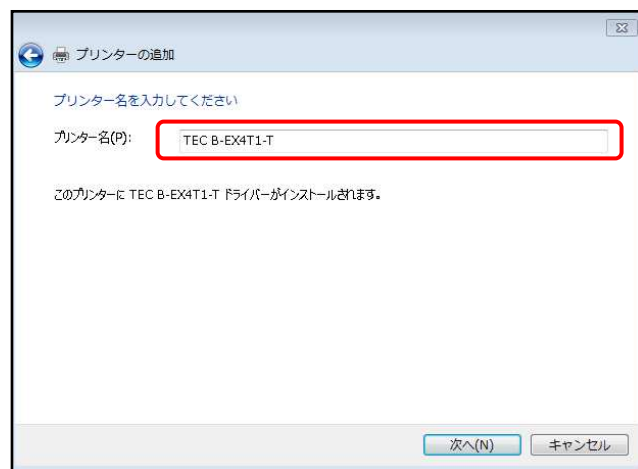 プリンターの追加
プリンター名を入力してください
プリンター名(P): TEC B-EX4T1-T
このプリンターに TEC B-EX4T1-T ドライバーがインストールされます。
次へ(N) キャンセル